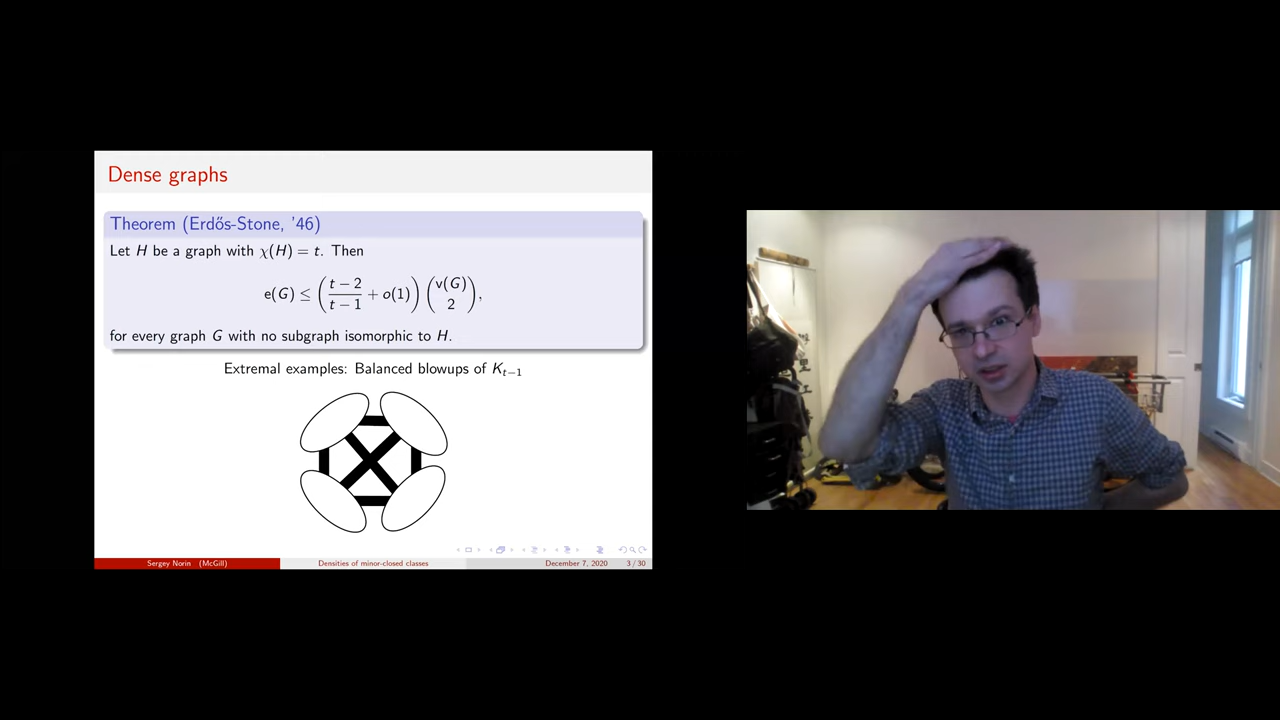 Dense graphs
Theorem (Erdős-Stone, '46)
Let H be a graph with χ(H) = t. Then
e(G) ≤ ( (t − 2)/(t − 1) + o(1) ) ( v(G) 2 ),
for every graph G with no subgraph isomorphic to H.
Extremal examples: Balanced blowups of K_{t−1}
Sergey Norin (McGill) Densities of minor-closed classes December 7, 2020 3 / 30